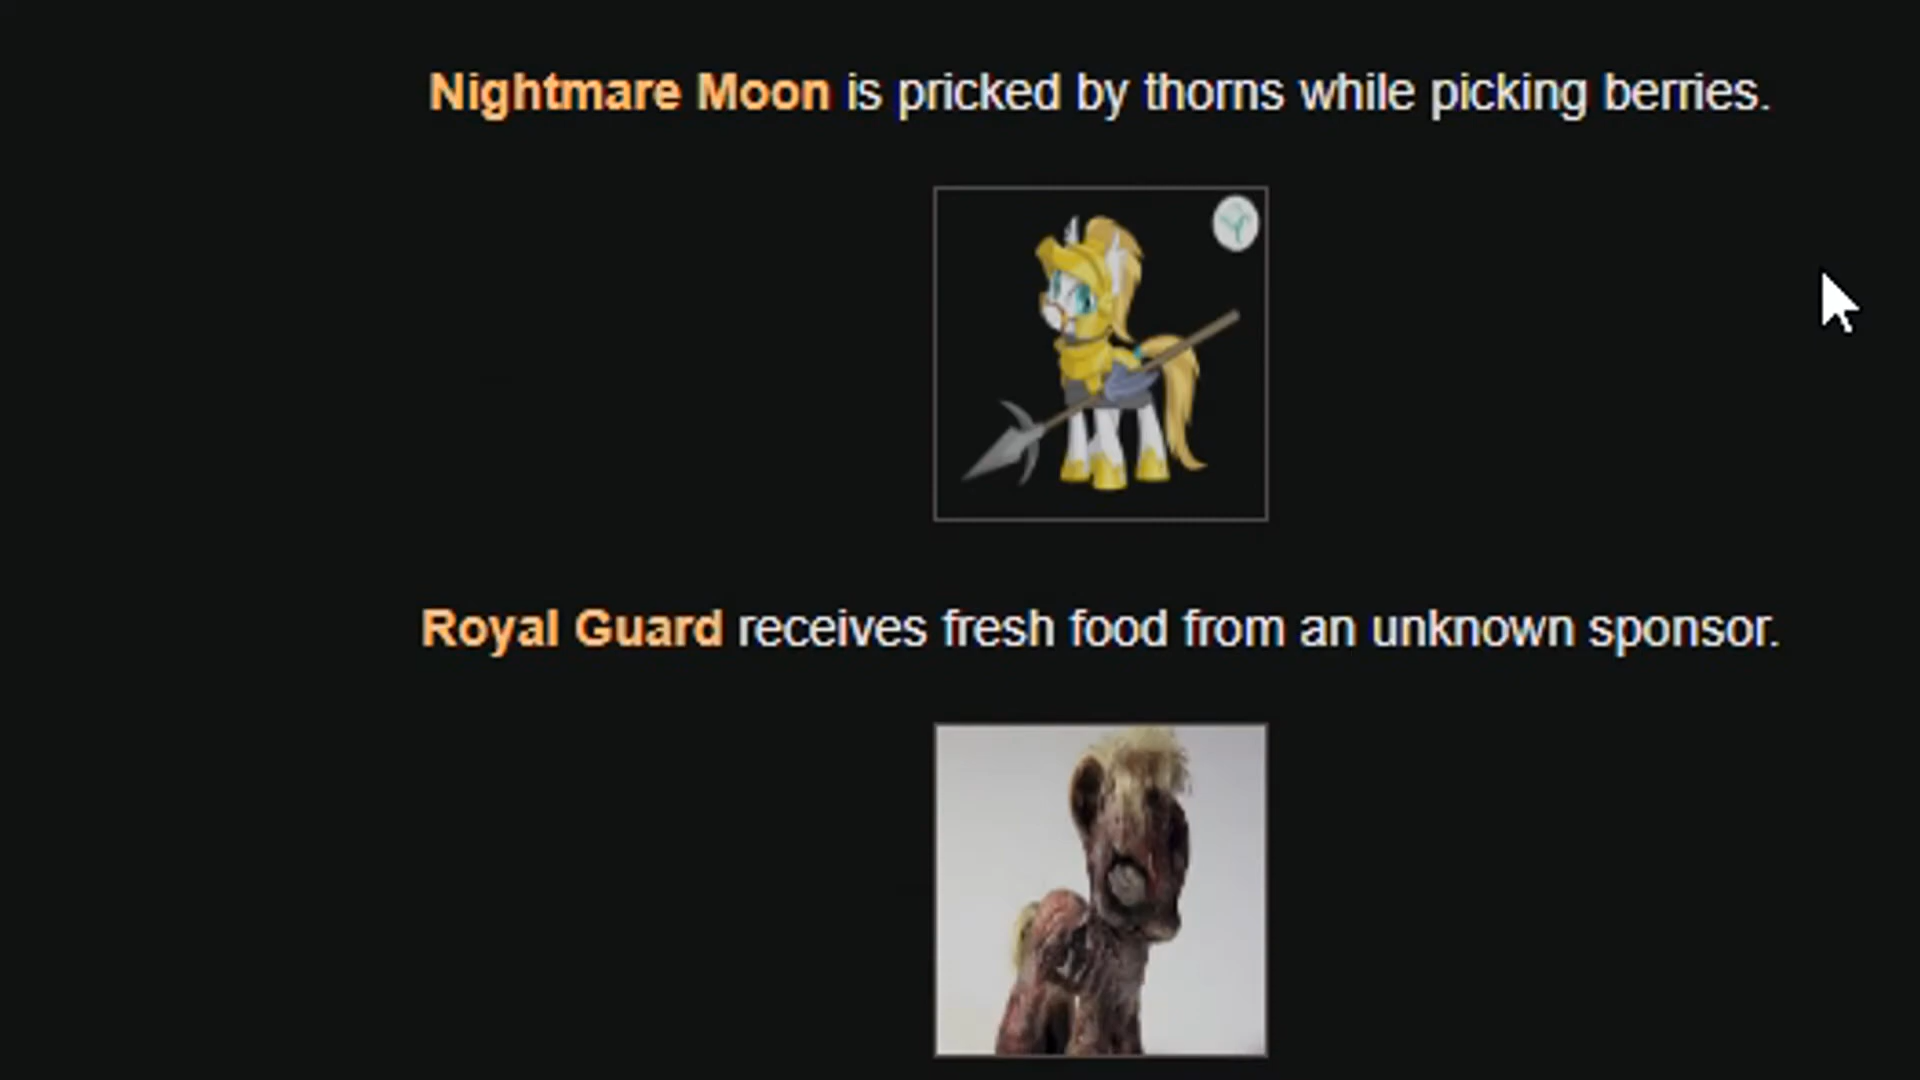 Nightmare Moon is pricked by thorns while picking berries.
Royal Guard receives fresh food from an unknown sponsor.